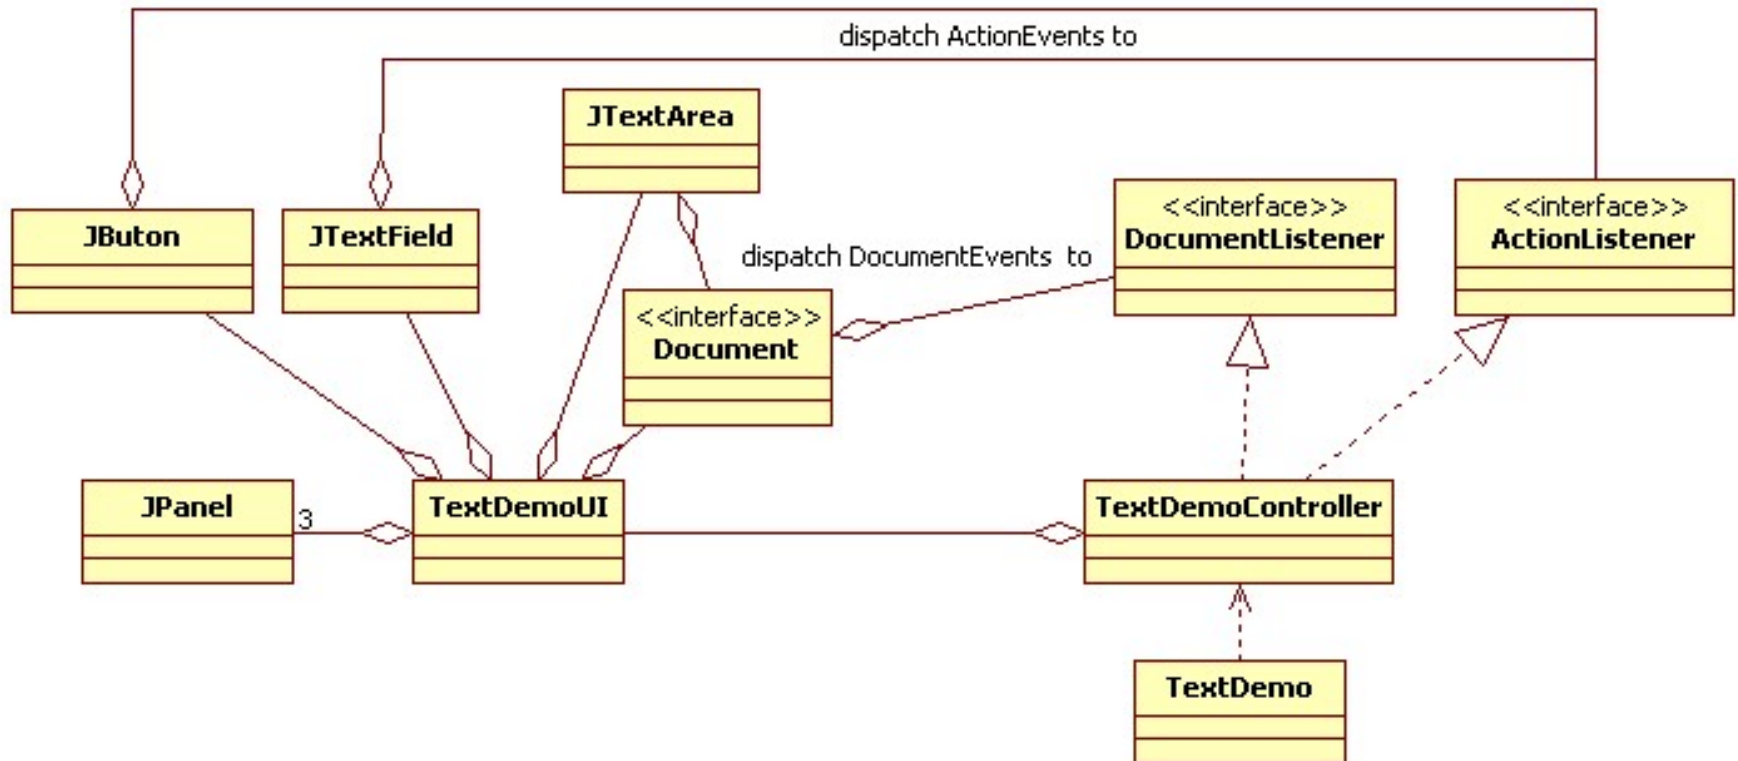 dispatch ActionEvents to
JTextArea
JButon
JTextField
<<interface>>
DocumentListener
<<interface>>
ActionListener
dispatch DocumentEvents to
<<interface>>
Document
JPanel
3
TextDemoUI
TextDemoController
TextDemo